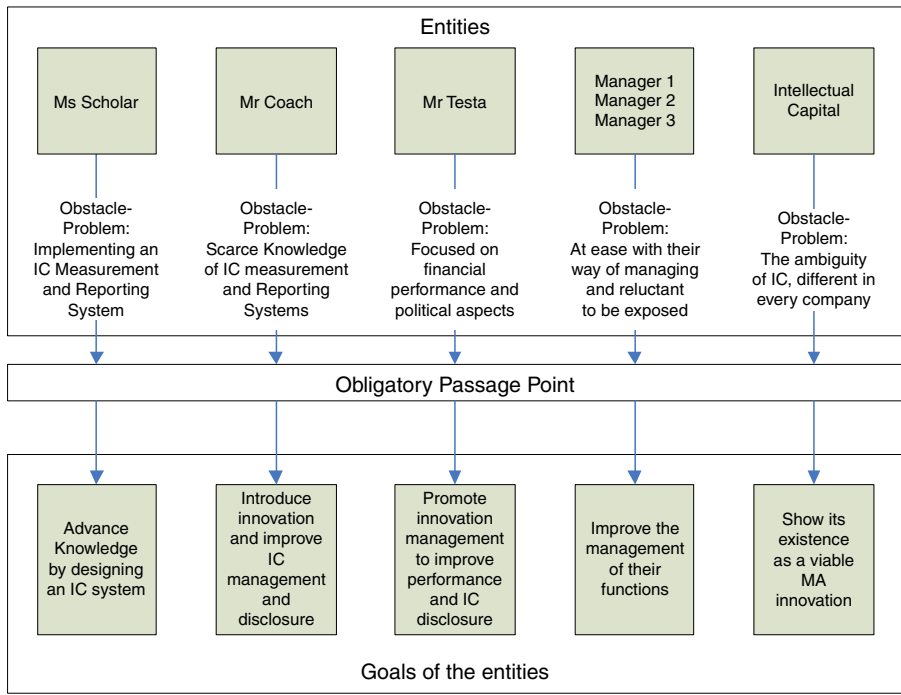 Entities
Ms Scholar
Mr Coach
Mr Testa
Manager 1
Manager 2
Manager 3
Intellectual
Capital
Obstacle-
Problem:
Implementing an
IC Measurement
and Reporting
System
Obstacle-
Problem:
Scarce Knowledge
of IC measurement
and Reporting
Systems
Obstacle-
Problem:
Focused on
financial
performance and
political aspects
Obstacle-
Problem:
At ease with their
way of managing
and reluctant
to be exposed
Obstacle-
Problem:
The ambiguity
of IC, different in
every company
Obligatory Passage Point
Advance
Knowledge
by designing
an IC system
Introduce
innovation
and improve
IC
management
and
disclosure
Promote
innovation
management
to improve
performance
and IC
disclosure
Improve the
management
of their
functions
Show its
existence
as a viable
MA
innovation
Goals of the entities